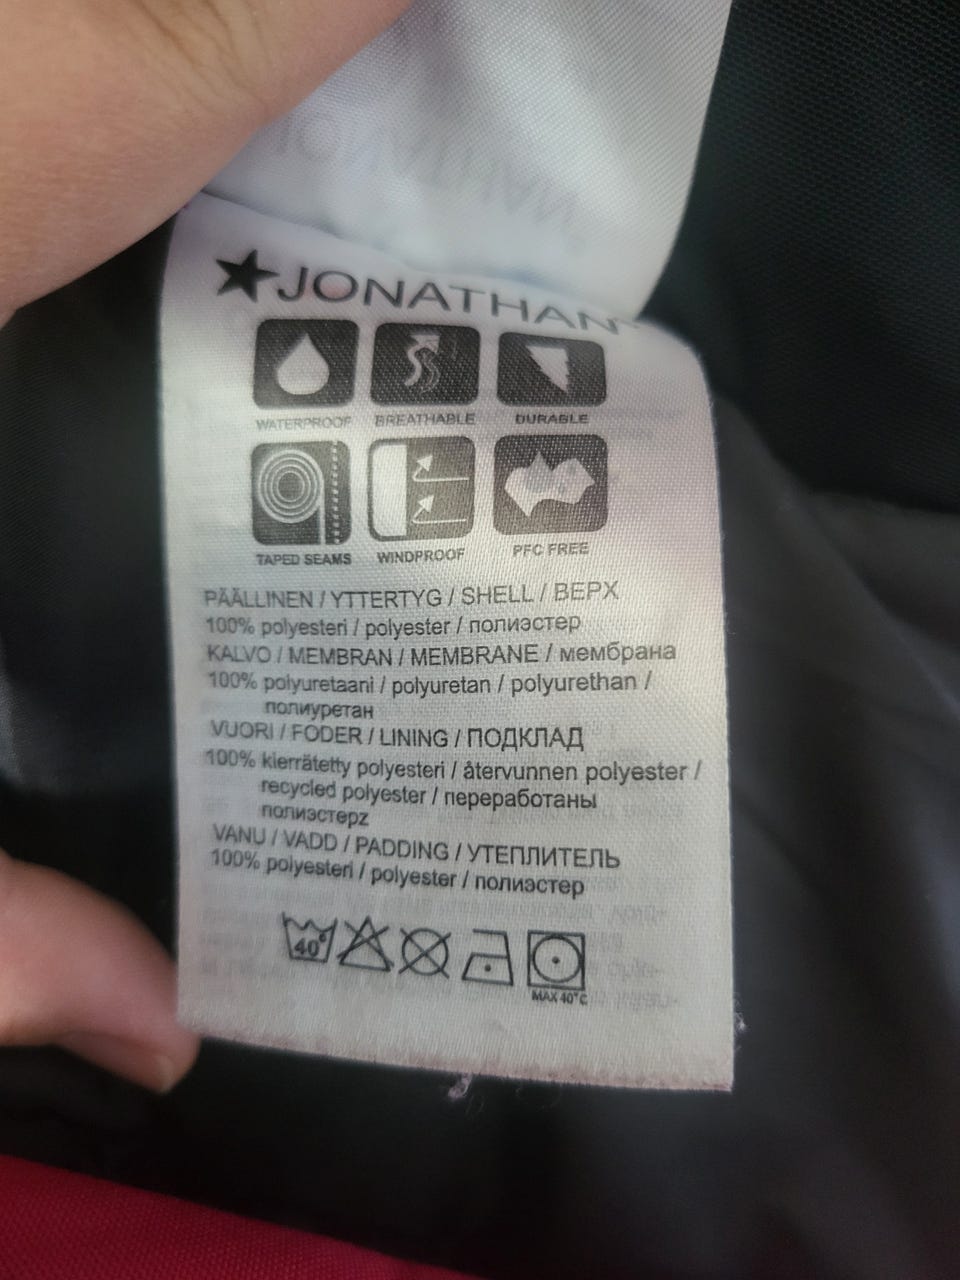 JONATHAN
WATERPROOF BREATHABLE DURABLE
TAPED SEAMS WINDPROOF PFC FREE
PÄÄLLINEN / YTTERTYG / SHELL / ВЕРХ
100% polyesteri / polyester / полиэстер
KALVO / MEMBRAN / MEMBRANE / мембрана
100% polyuretaani / polyuretan / polyurethan /
полиуретан
VUORI / FODER / LINING / ПОДКЛАД
100% kierrätetty polyesteri / återvunnen polyester /
recycled polyester / переработаны
полиэстерz
VANU / VADD / PADDING / УТЕПЛИТЕЛЬ
100% polyesteri / polyester / полиэстер
40°
MAX 40°C